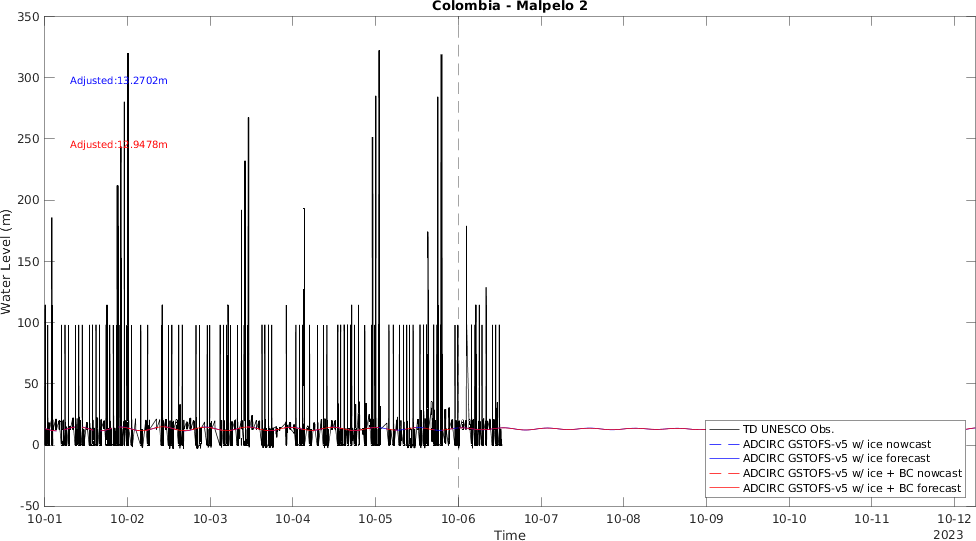 Colombia - Malpelo 2
350
300
250
200
150
100
50
0
-50
Water Level (m)
Adjusted:13.2702m
TD UNESCO Obs.
ADCIRC GSTOFS-v5 w/ ice nowcast
ADCIRC GSTOFS-v5 w/ ice forecast
ADCIRC GSTOFS-v5 w/ ice + BC nowcast
ADCIRC GSTOFS-v5 w/ ice + BC forecast
10-01
10-02
10-03
10-04
10-05
10-06
10-07
10-08
10-09
10-10
10-11
10-12
2023
Time